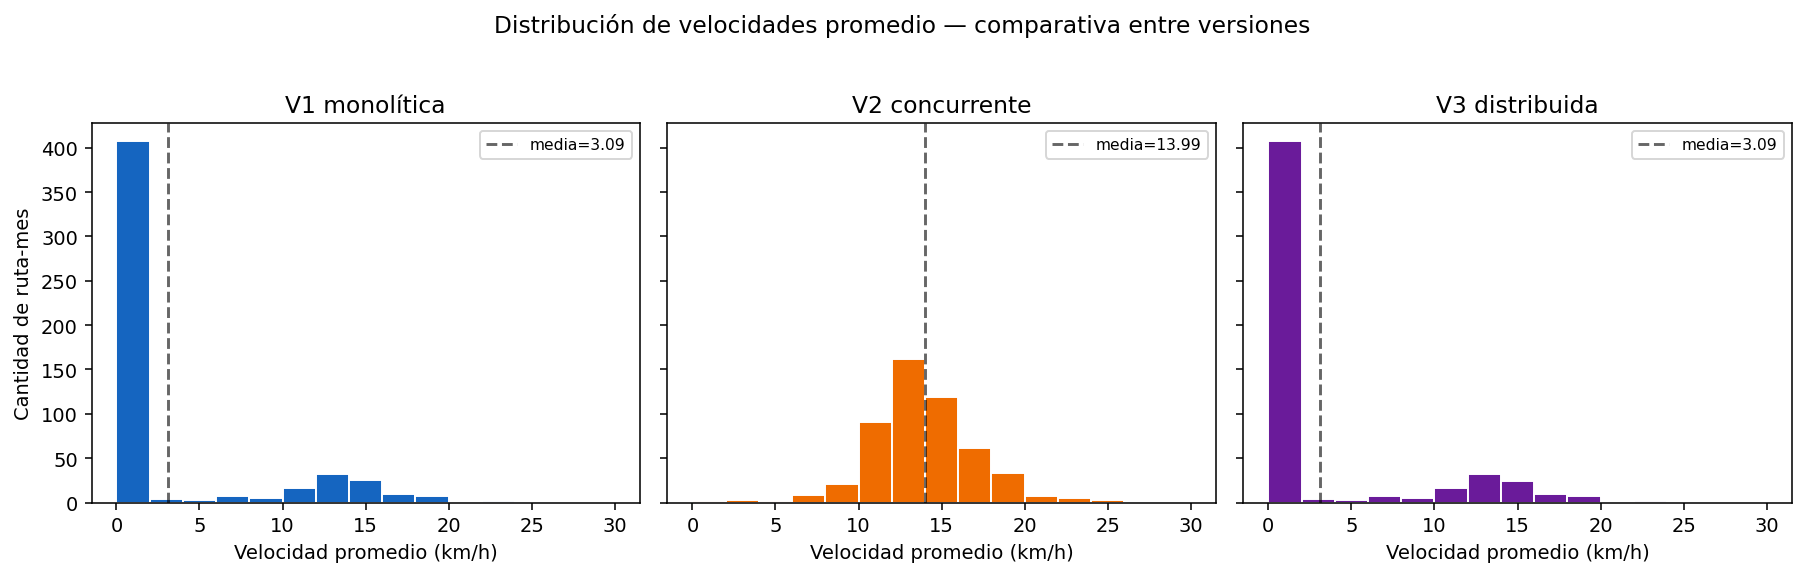 Distribución de velocidades promedio — comparativa entre versiones
V1 monolítica
media=3.09
400
350
300
250
200
150
100
50
0
Cantidad de ruta-mes
0 5 10 15 20 25 30
Velocidad promedio (km/h)
V2 concurrente
media=13.99
0 5 10 15 20 25 30
Velocidad promedio (km/h)
V3 distribuida
media=3.09
0 5 10 15 20 25 30
Velocidad promedio (km/h)